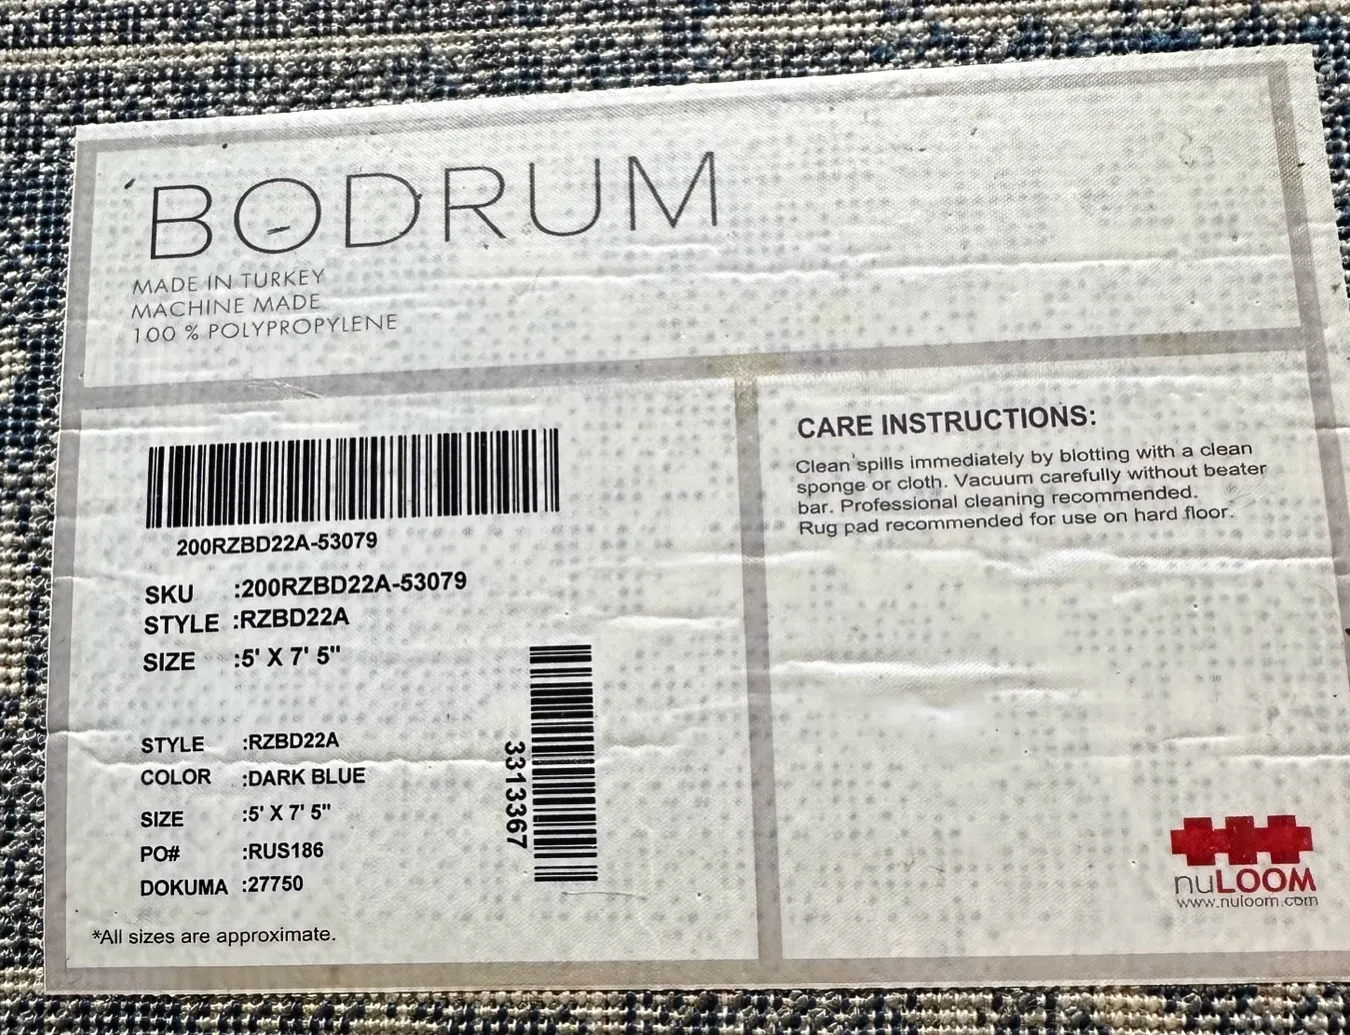 BODRUM
MADE IN TURKEY
MACHINE MADE
100 % POLYPROPYLENE
200RZBD22A-53079
SKU :200RZBD22A-53079
STYLE :RZBD22A
SIZE :5' X 7' 5"
STYLE :RZBD22A
COLOR :DARK BLUE
SIZE :5' X 7' 5"
PO# :RUS186
DOKUMA :27750
*All sizes are approximate.
3313367
CARE INSTRUCTIONS:
Clean spills immediately by blotting with a clean
sponge or cloth. Vacuum carefully without beater
bar. Professional cleaning recommended.
Rug pad recommended for use on hard floor.
nuLOOM
www.nuloom.com